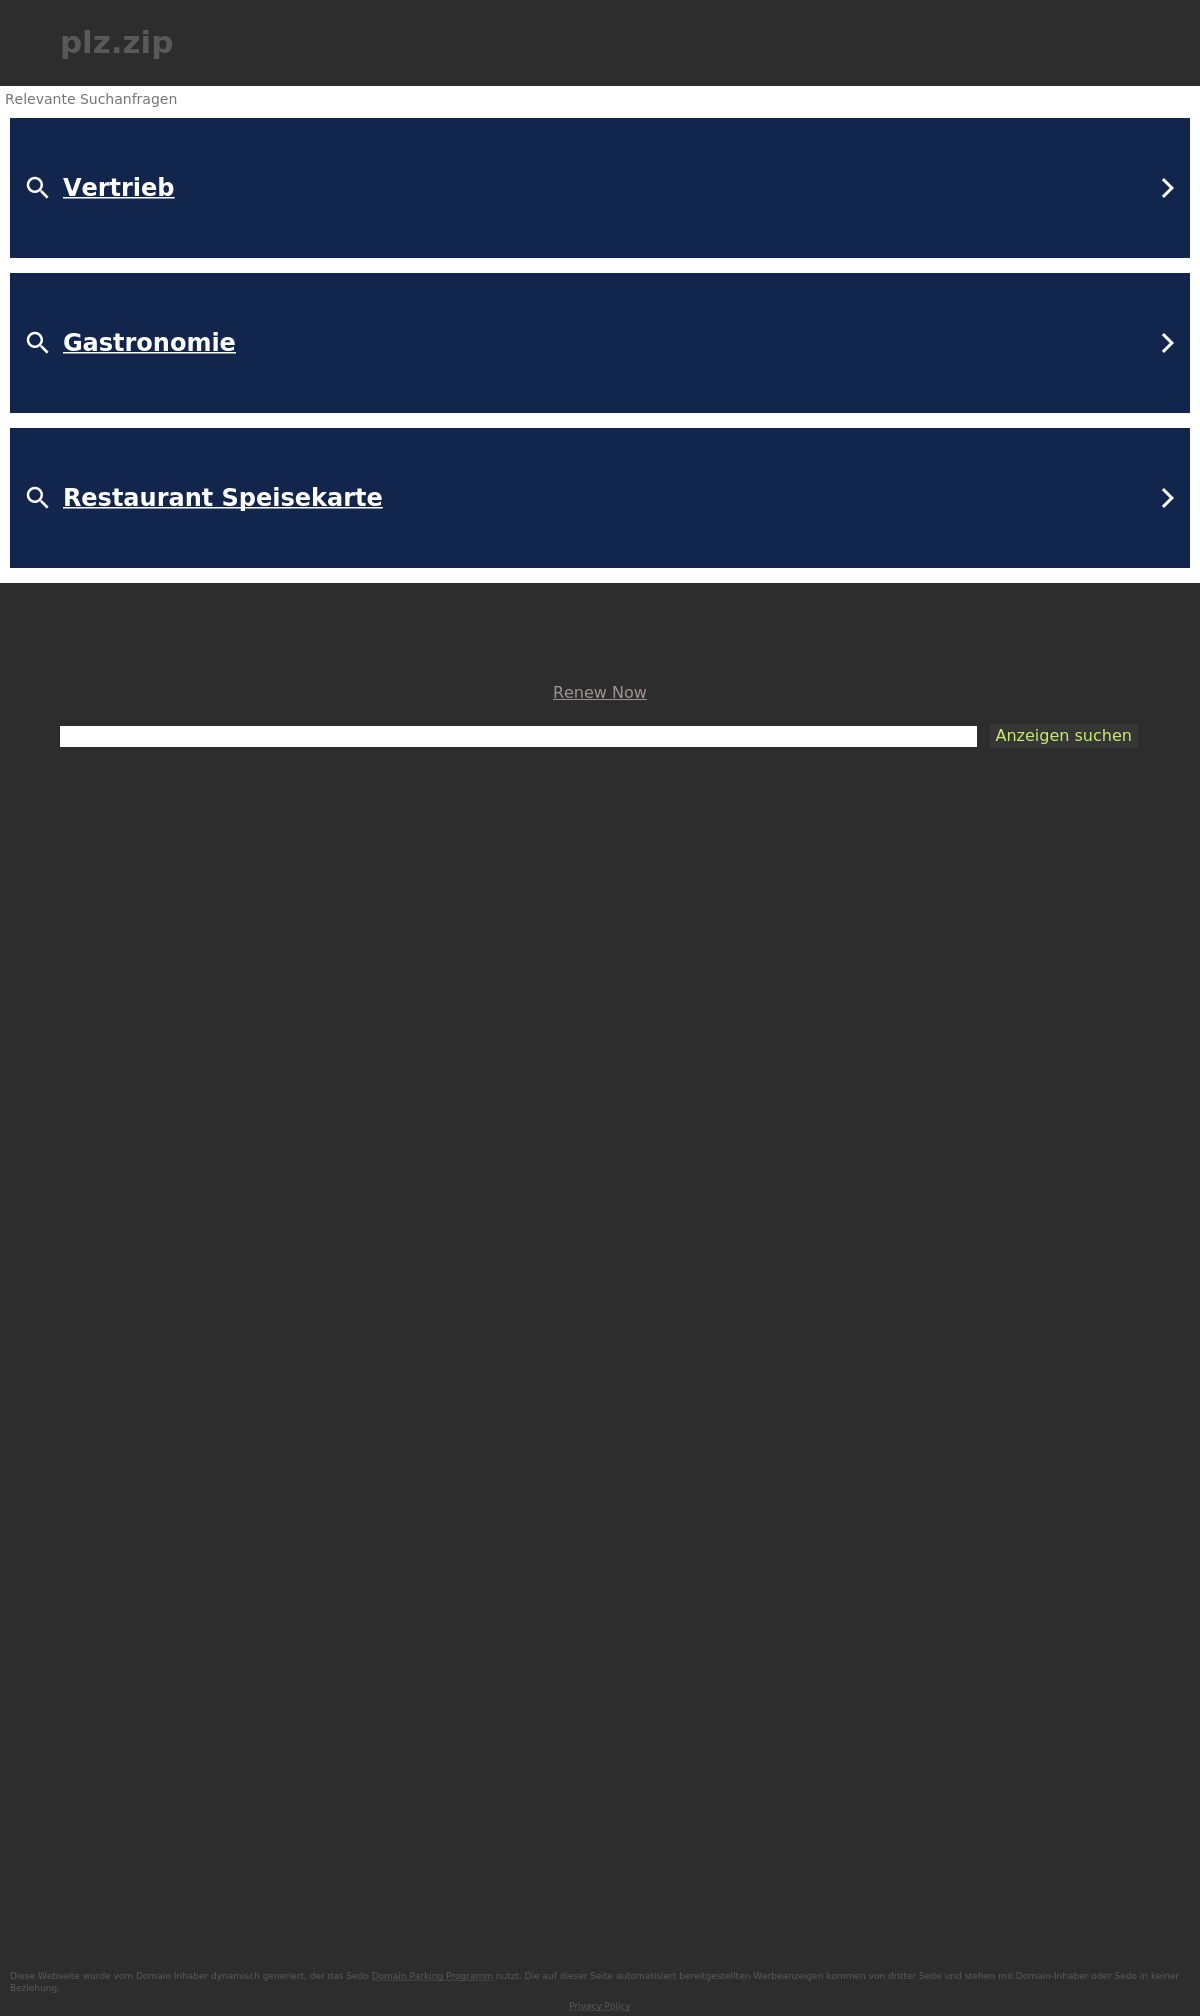 plz.zip
Relevante Suchanfragen
Vertrieb
Gastronomie
Restaurant Speisekarte
Renew Now
Anzeigen suchen
Diese Webseite wurde vom Domain Inhaber dynamisch generiert, der das Sedo Domain Parking Programm nutzt. Die auf dieser Seite automatisiert bereitgestellten Werbeanzeigen kommen von dritter Seite und stehen mit Domain-Inhaber oder Sedo in keiner
Beziehung.
Privacy Policy